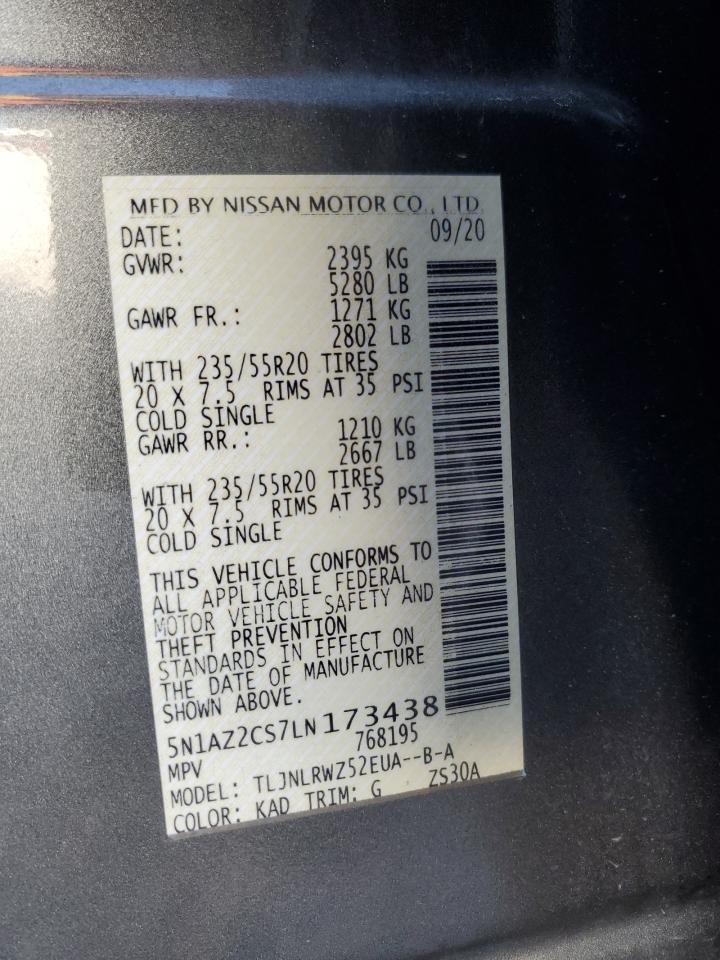 MFD BY NISSAN MOTOR CO., LTD.
DATE: 09/20
GVWR: 2395 KG
5280 LB
GAWR FR.: 1271 KG
2802 LB
WITH 235/55R20 TIRES
20 X 7.5 RIMS AT 35 PSI
COLD SINGLE
GAWR RR.: 1210 KG
2667 LB
WITH 235/55R20 TIRES
20 X 7.5 RIMS AT 35 PSI
COLD SINGLE
THIS VEHICLE CONFORMS TO
ALL APPLICABLE FEDERAL
MOTOR VEHICLE SAFETY AND
THEFT PREVENTION
STANDARDS IN EFFECT ON
THE DATE OF MANUFACTURE
SHOWN ABOVE.
5N1AZ2CS7LN173438
MPV 768195
MODEL: TLJNLRWZ52EUA--B-A
COLOR: KAD TRIM: G ZS30A